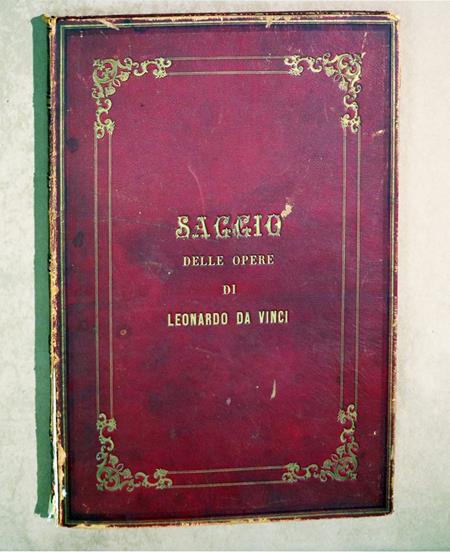 SAGGIO
DELLE OPERE
DI
LEONARDO DA VINCI